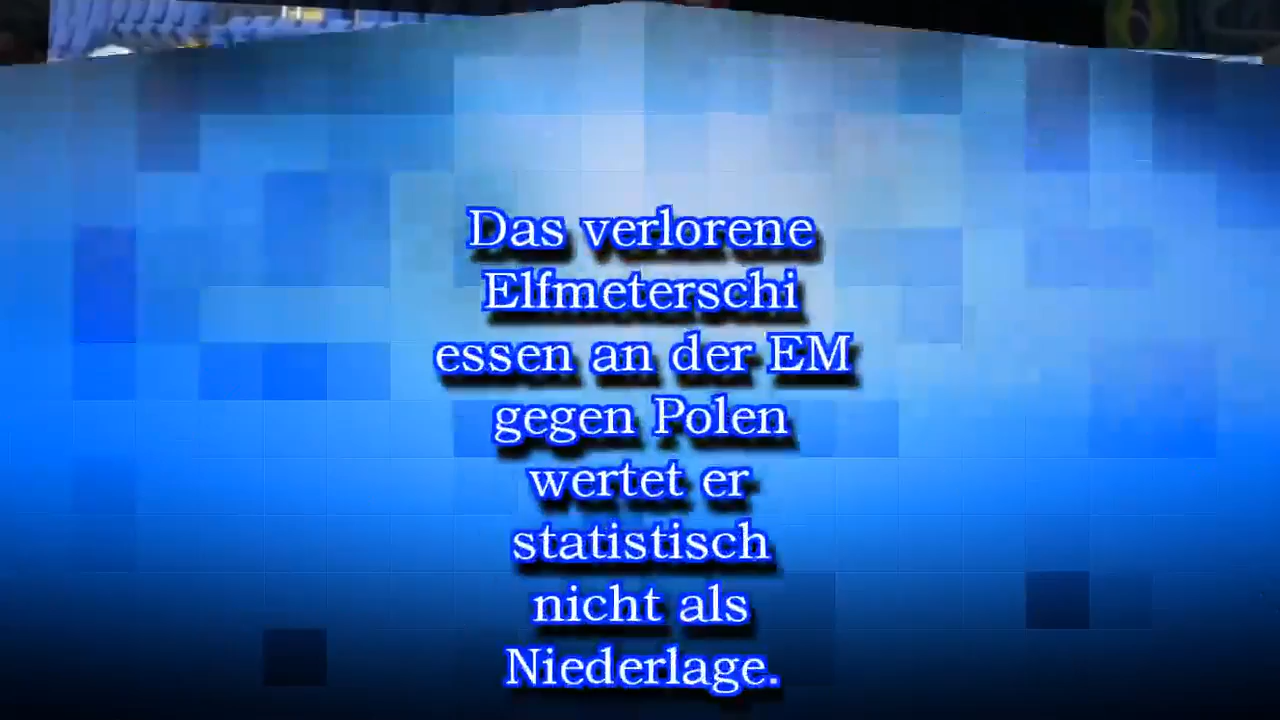 Das verlorene
Elfmeterschi
essen an der EM
gegen Polen
wertet er
statistisch
nicht als
Niederlage.